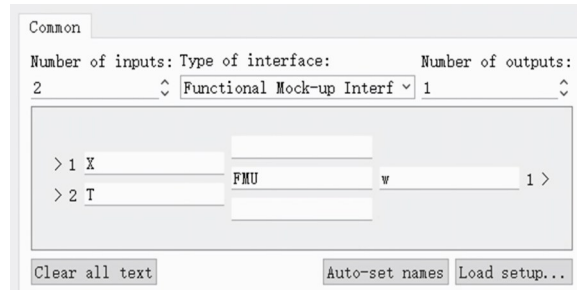 Common
Number of inputs: Type of interface: Number of outputs:
2 Functional Mock-up Interf 1
>1 X
FMU w 1 >
>2 T
Clear all text Auto-set names Load setup...